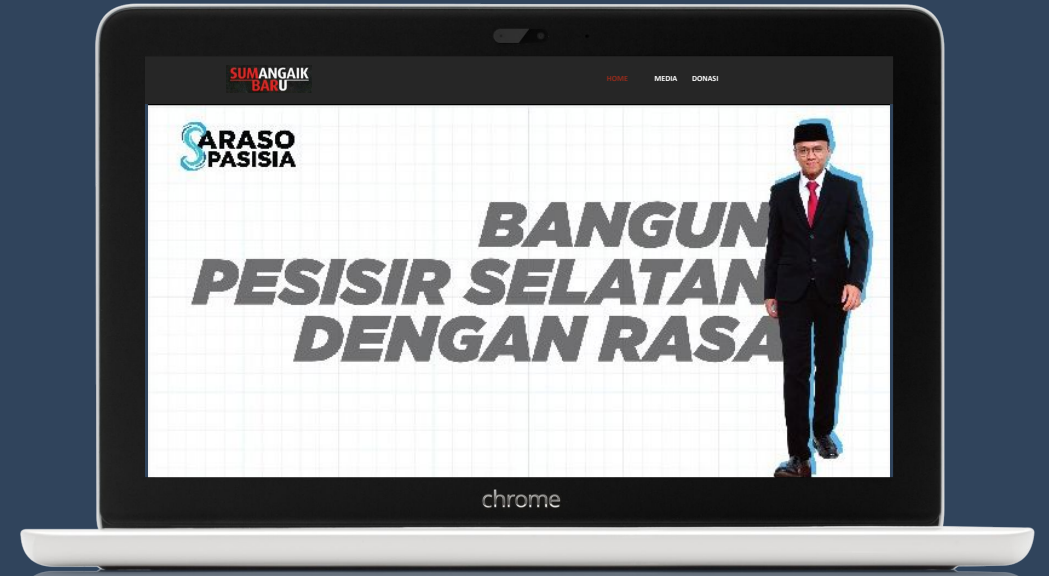 SUMANGAIK
BARU
HOME MEDIA DONASI
SARASO
PASISIA
BANGUN
PESISIR SELATAN
DENGAN RASA
chrome